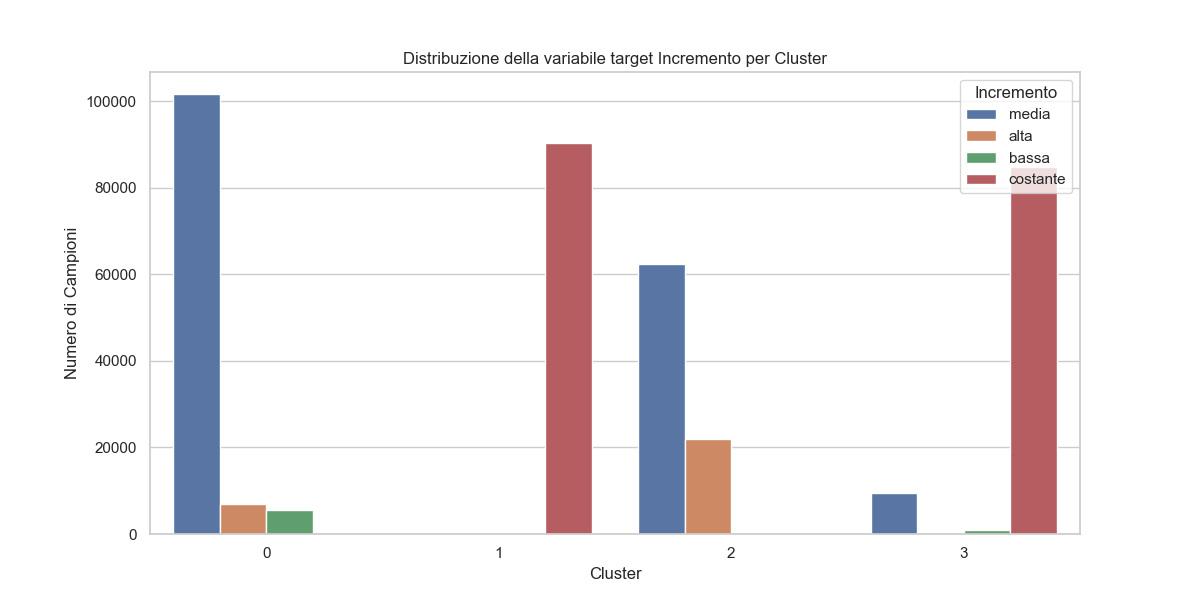 Distribuzione della variabile target Incremento per Cluster
Incremento
media
alta
bassa
costante
100000
80000
60000
40000
20000
0
Numero di Campioni
0 1 2 3
Cluster